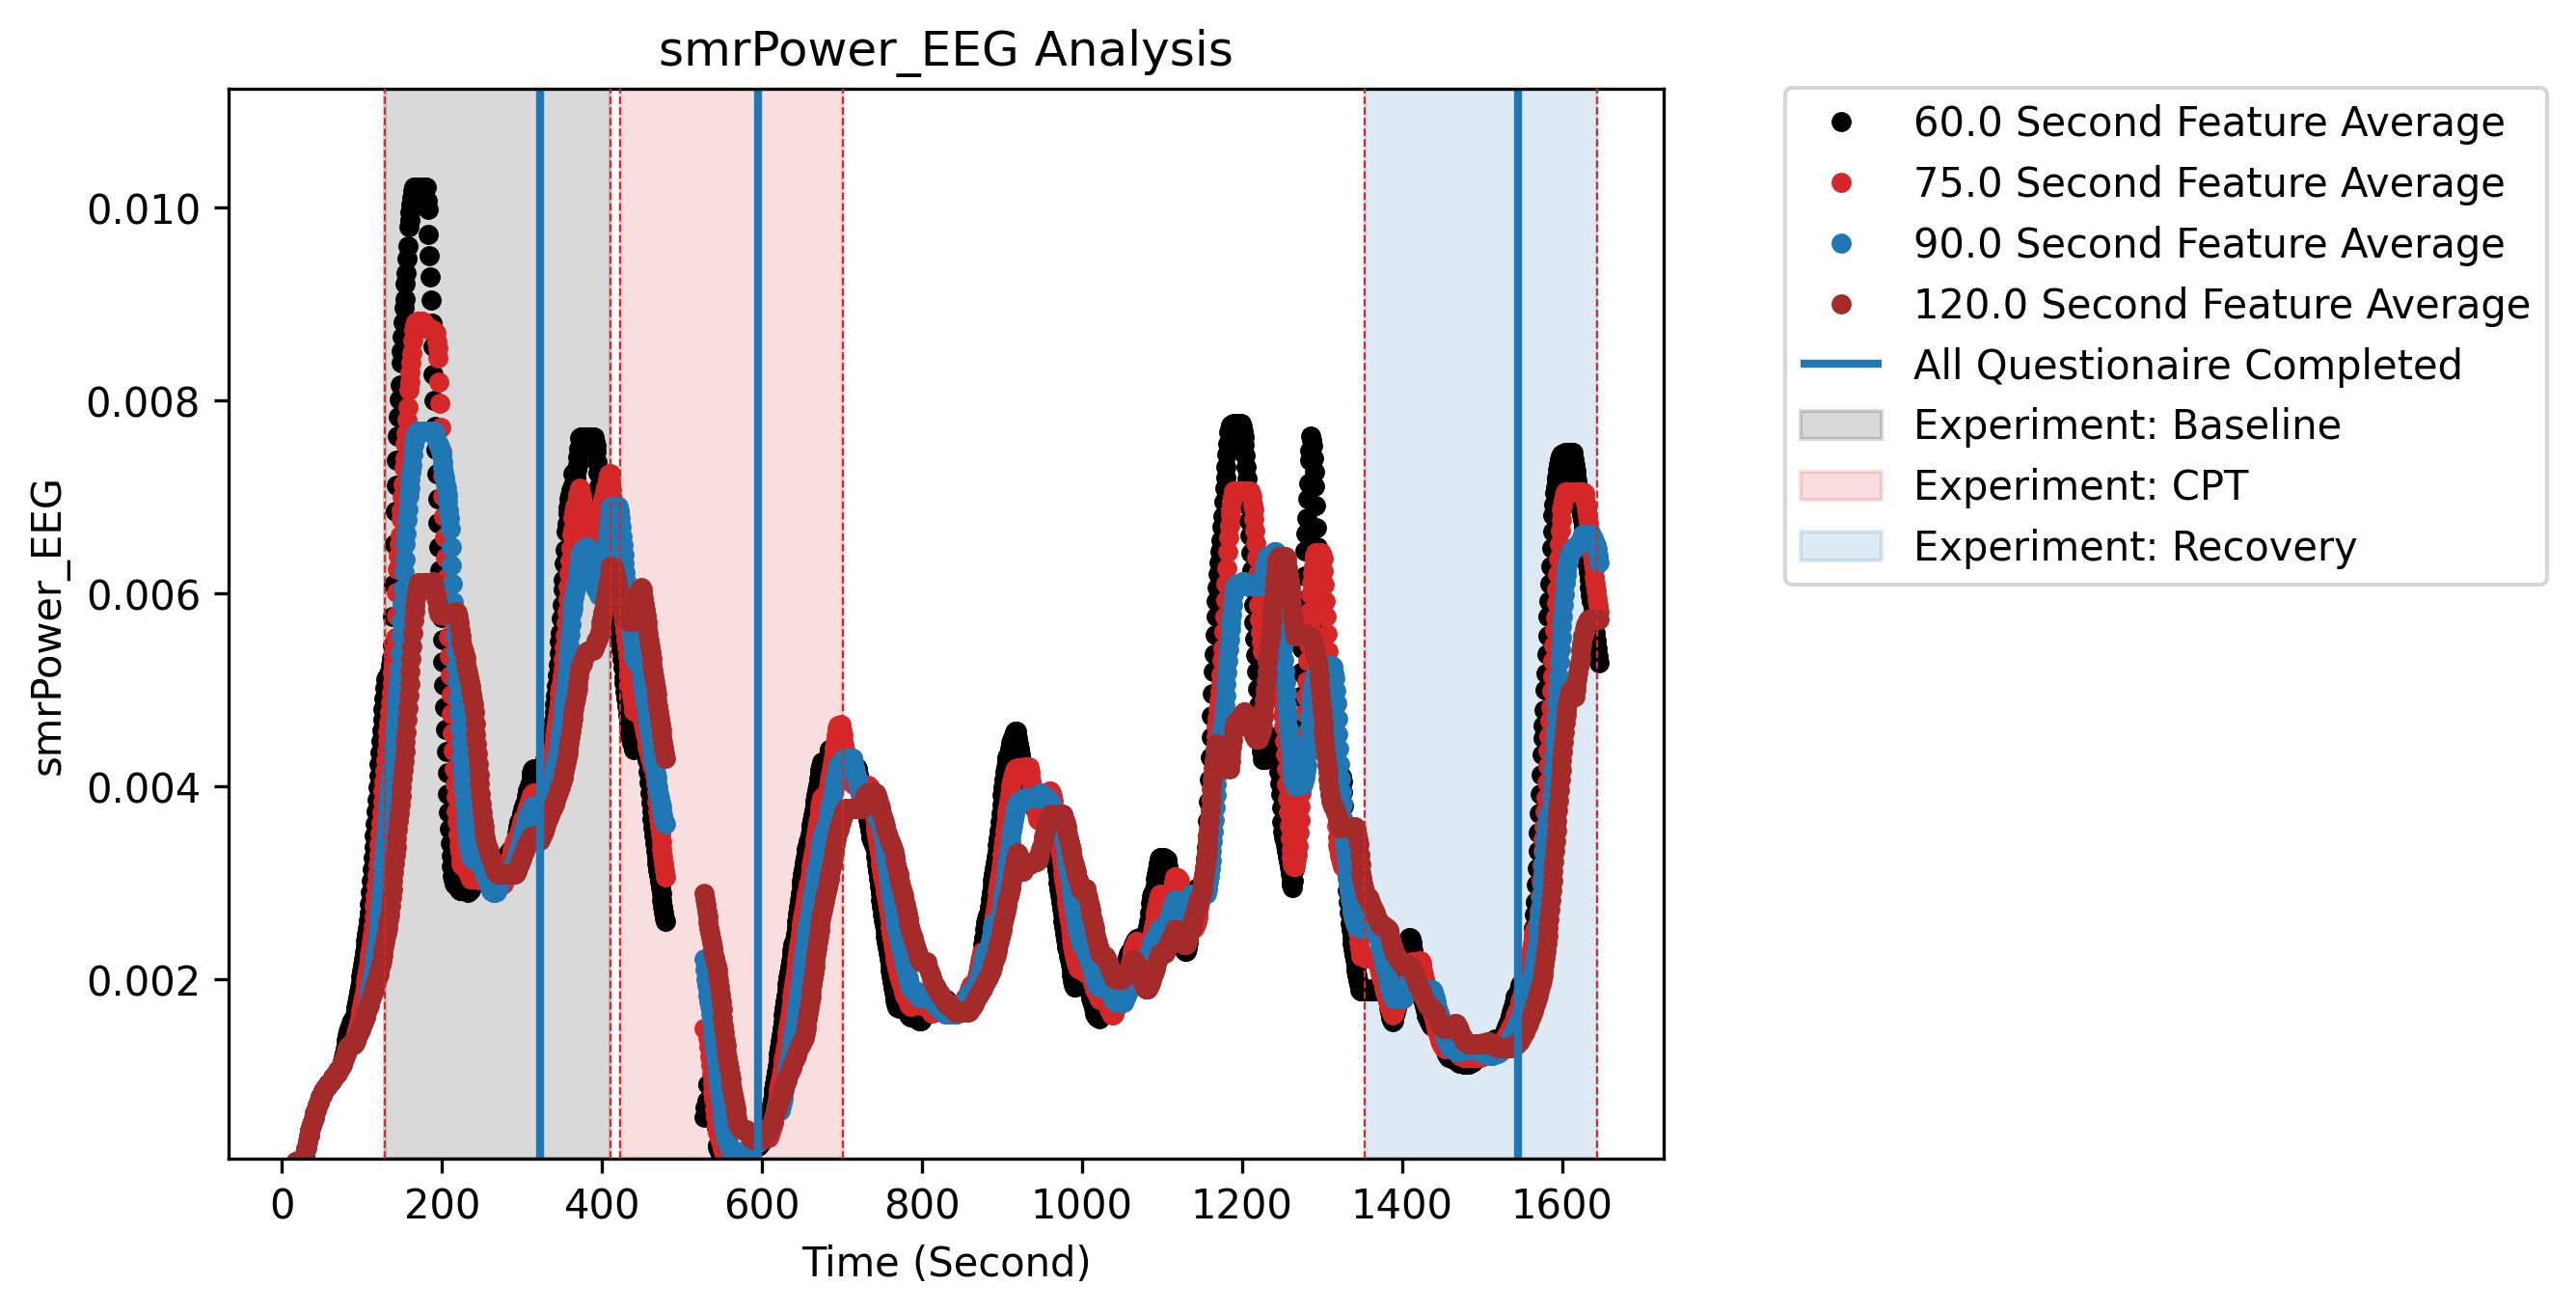 smrPower_EEG Analysis
smrPower_EEG
0.010
0.008
0.006
0.004
0.002
0 200 400 600 800 1000 1200 1400 1600
Time (Second)
60.0 Second Feature Average
75.0 Second Feature Average
90.0 Second Feature Average
120.0 Second Feature Average
All Questionaire Completed
Experiment: Baseline
Experiment: CPT
Experiment: Recovery